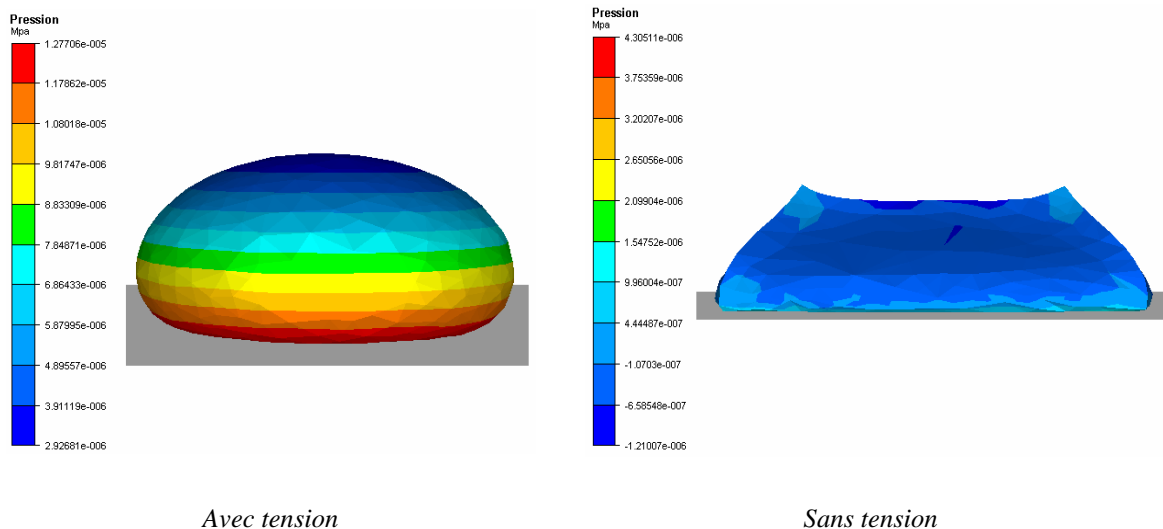 Pression
Mpa
1.27706e-005
1.17862e-005
1.08018e-005
9.81747e-006
8.83309e-006
7.84871e-006
6.86433e-006
5.87995e-006
4.89557e-006
3.91119e-006
2.92681e-006
Pression
Mpa
4.30511e-006
3.75359e-006
3.20207e-006
2.65056e-006
2.09904e-006
1.54752e-006
9.96004e-007
4.44487e-007
-1.0703e-007
-6.58548e-007
-1.21007e-006
Avec tension
Sans tension